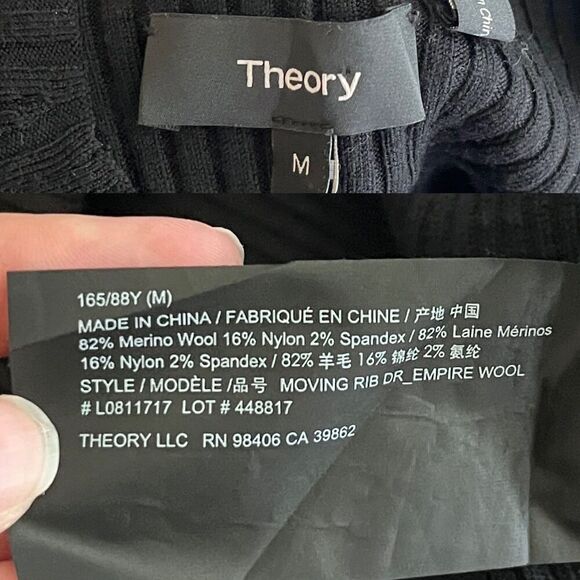 Theory
M
165/88Y (M)
MADE IN CHINA / FABRIQUÉ EN CHINE / 产地 中国
82% Merino Wool 16% Nylon 2% Spandex / 82% Laine Mérinos
16% Nylon 2% Spandex / 82% 羊毛 16% 锦纶 2% 氨纶
STYLE / MODÈLE /品号 MOVING RIB DR_EMPIRE WOOL
# L0811717 LOT # 448817
THEORY LLC RN 98406 CA 39862